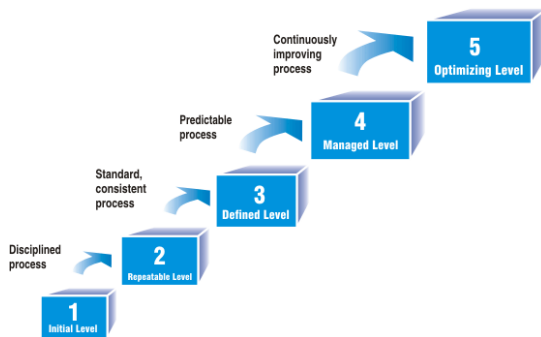 Continuously
improving
process
5
Optimizing Level
Predictable
process
4
Managed Level
Standard,
consistent
process
3
Defined Level
Disciplined
process
2
Repeatable Level
1
Initial Level